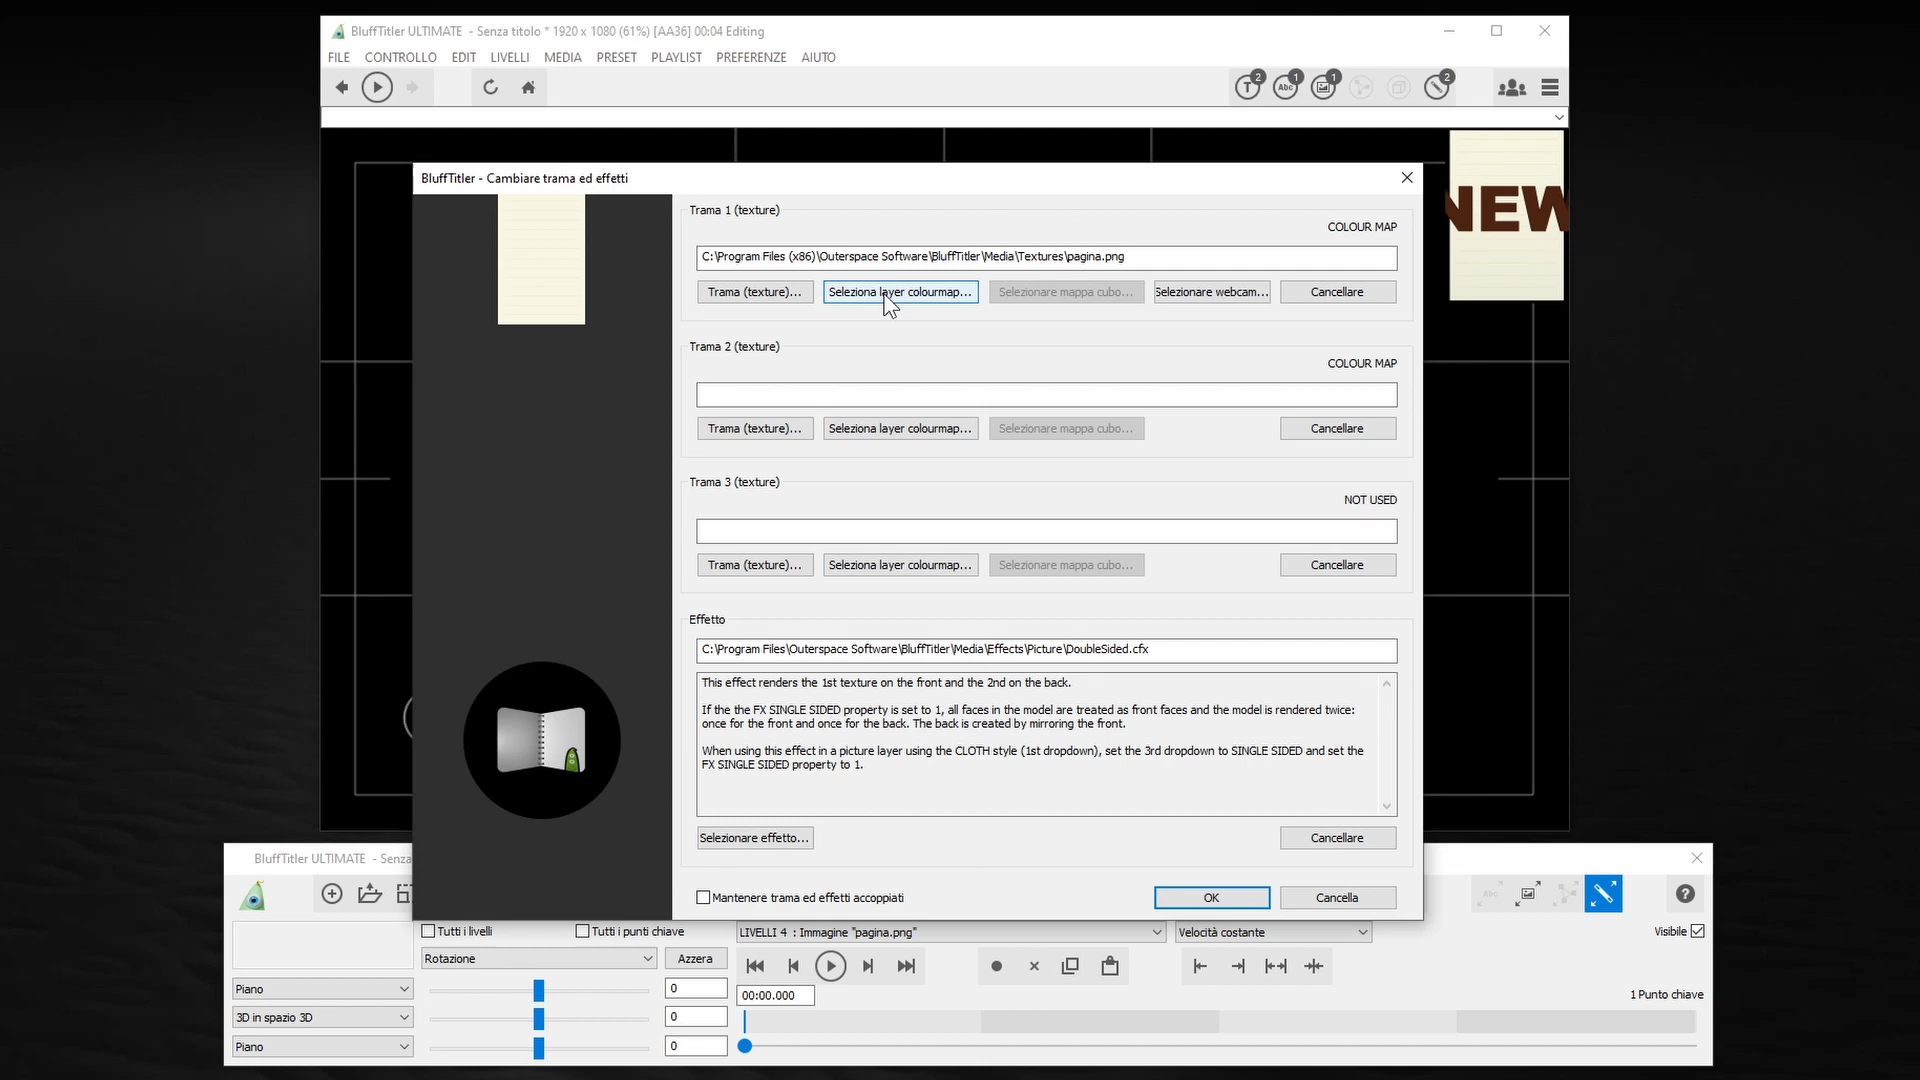 BluffTitler ULTIMATE  - Senza titolo * 1920 x 1080 (61%) [AA36] 00:04 Editing
FILE CONTROLLO EDIT LIVELLI MEDIA PRESET PLAYLIST PREFERENZE AIUTO
T 2 Abc 1 1 2
NEW
BluffTitler - Cambiare trama ed effetti
Trama 1 (texture)
COLOUR MAP
C:\Program Files (x86)\Outerspace Software\BluffTitler\Media\Textures\pagina.png
Trama (texture)... Seleziona layer colourmap... Selezionare mappa cubo... Selezionare webcam... Cancellare
Trama 2 (texture)
COLOUR MAP
Trama (texture)... Seleziona layer colourmap... Selezionare mappa cubo... Cancellare
Trama 3 (texture)
NOT USED
Trama (texture)... Seleziona layer colourmap... Selezionare mappa cubo... Cancellare
Effetto
C:\Program Files\Outerspace Software\BluffTitler\Media\Effects\Picture\DoubleSided.cfx
This effect renders the 1st texture on the front and the 2nd on the back.
If the the FX SINGLE SIDED property is set to 1, all faces in the model are treated as front faces and the model is rendered twice:
once for the front and once for the back. The back is created by mirroring the front.
When using this effect in a picture layer using the CLOTH style (1st dropdown), set the 3rd dropdown to SINGLE SIDED and set the
FX SINGLE SIDED property to 1.
Selezionare effetto... Cancellare
Mantenere trama ed effetti accoppiati OK Cancella
BluffTitler ULTIMATE  - Senza
Abc ?
Tutti i livelli Tutti i punti chiave LIVELLI 4  : Immagine "pagina.png" Velocità costante Visibile
Rotazione Azzera
Piano 0 00:00.000 1 Punto chiave
3D in spazio 3D 0
Piano 0